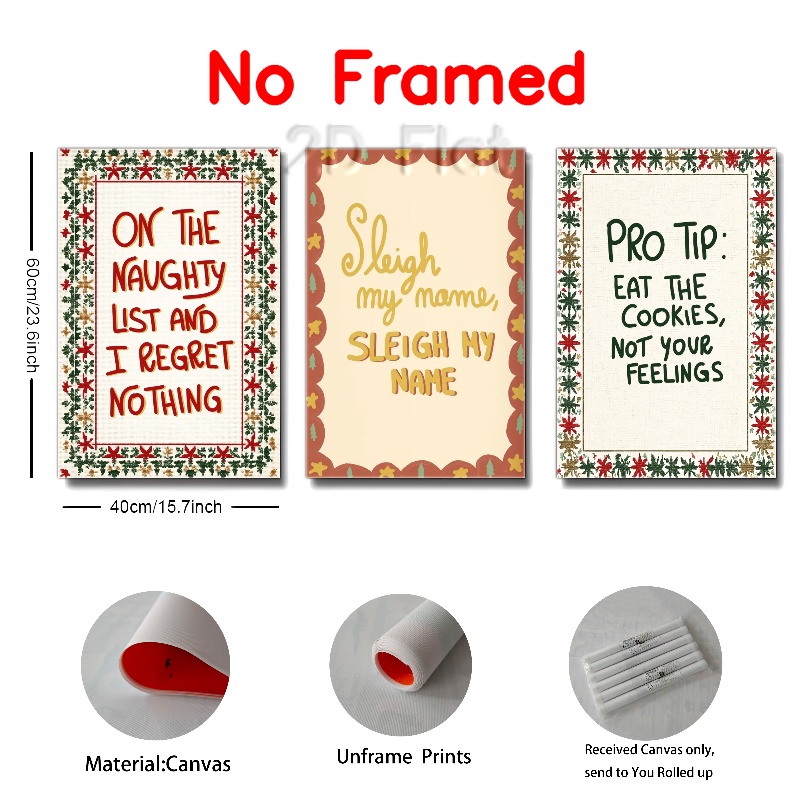 No Framed
2D Flat
60cm/23.6inch
ON THE
NAUGHTY
LIST AND
I REGRET
NOTHING
Sleigh
my name,
SLEIGH MY
NAME
PRO TIP:
EAT THE
COOKIES,
NOT YOUR
FEELINGS
40cm/15.7inch
Material:Canvas
Unframe Prints
Received Canvas only,
send to You Rolled up